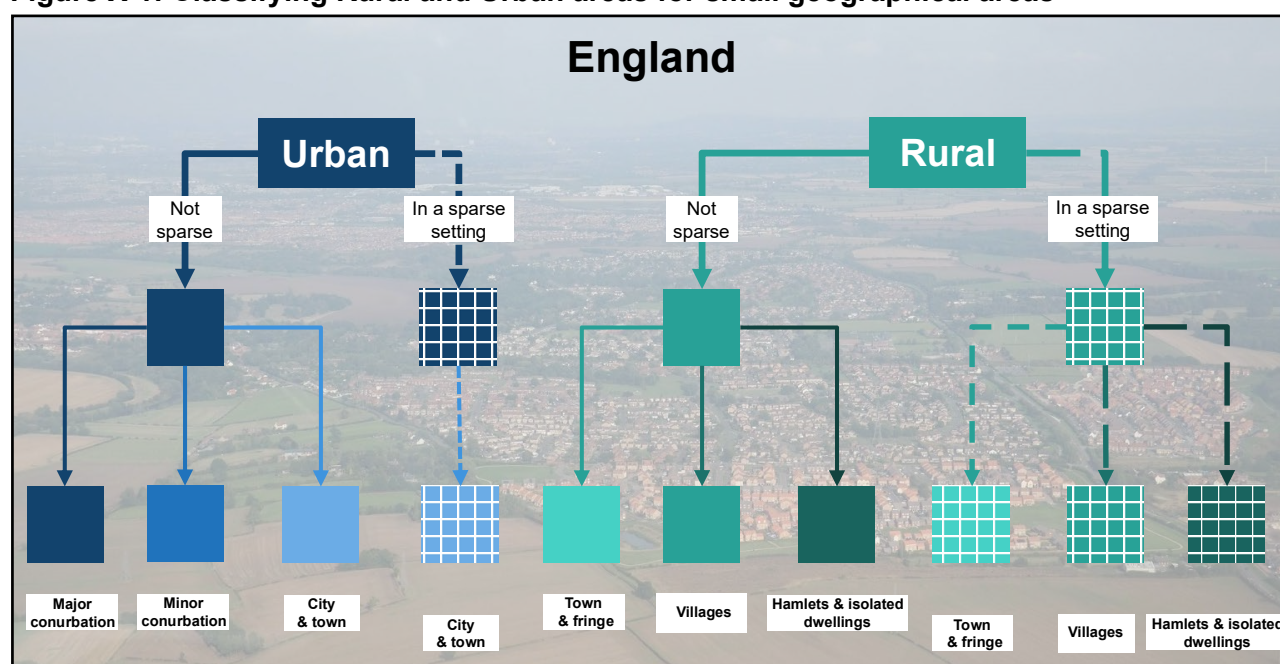 England
Urban
Rural
Not
sparse
In a sparse
setting
Not
sparse
In a sparse
setting
Major
conurbation
Minor
conurbation
City
& town
City
& town
Town
& fringe
Villages
Hamlets & isolated
dwellings
Town
& fringe
Villages
Hamlets & isolated
dwellings